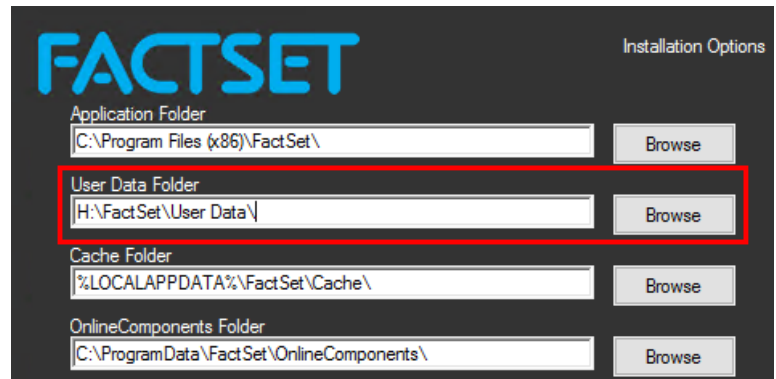 FACTSET
Installation Options
Application Folder
C:\Program Files (x86)\FactSet\
Browse
User Data Folder
H:\FactSet\User Data\
Browse
Cache Folder
%LOCALAPPDATA%\FactSet\Cache\
Browse
OnlineComponents Folder
C:\ProgramData\FactSet\OnlineComponents\
Browse